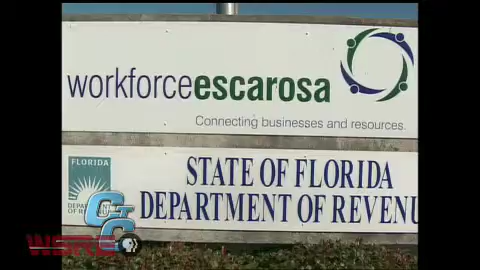 workforceescarosa
Connecting businesses and resources.
FLORIDA
STATE OF FLORIDA
DEPARTMENT OF REVENU
WSRE